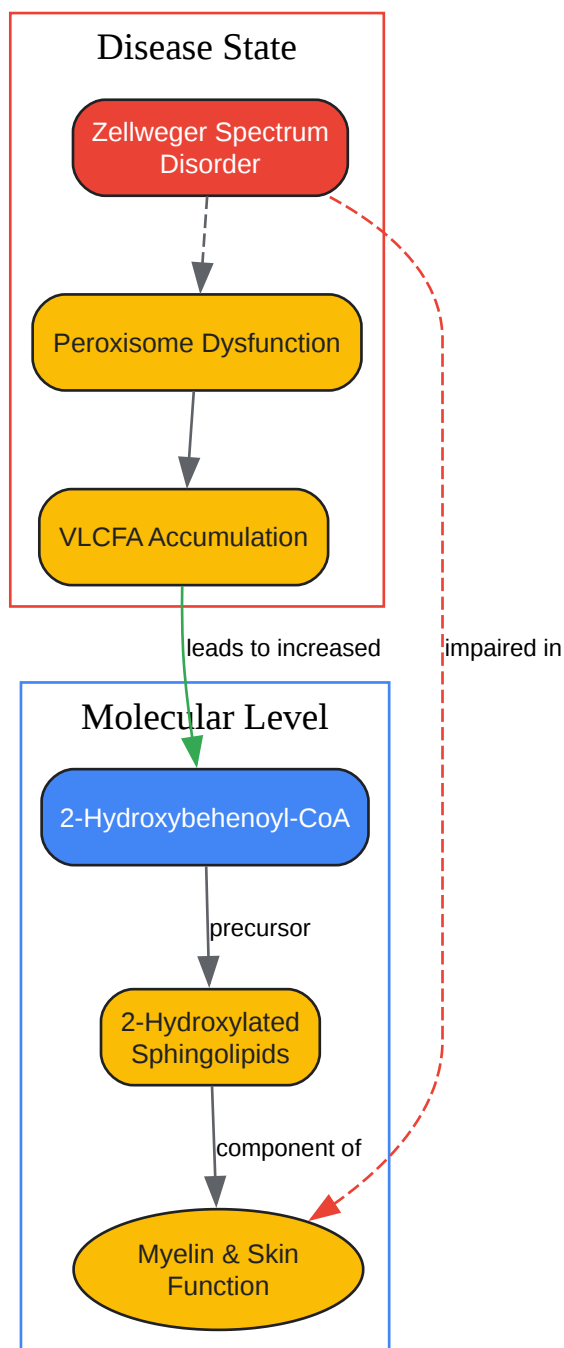 Disease State
Zellweger Spectrum
Disorder
Peroxisome Dysfunction
VLCFA Accumulation
leads to increased
impaired in
Molecular Level
2-Hydroxybehenoyl-CoA
precursor
2-Hydroxylated
Sphingolipids
component of
Myelin & Skin
Function